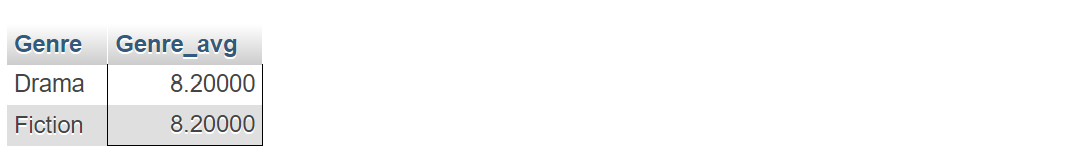 Genre Genre_avg
Drama 8.20000
Fiction 8.20000